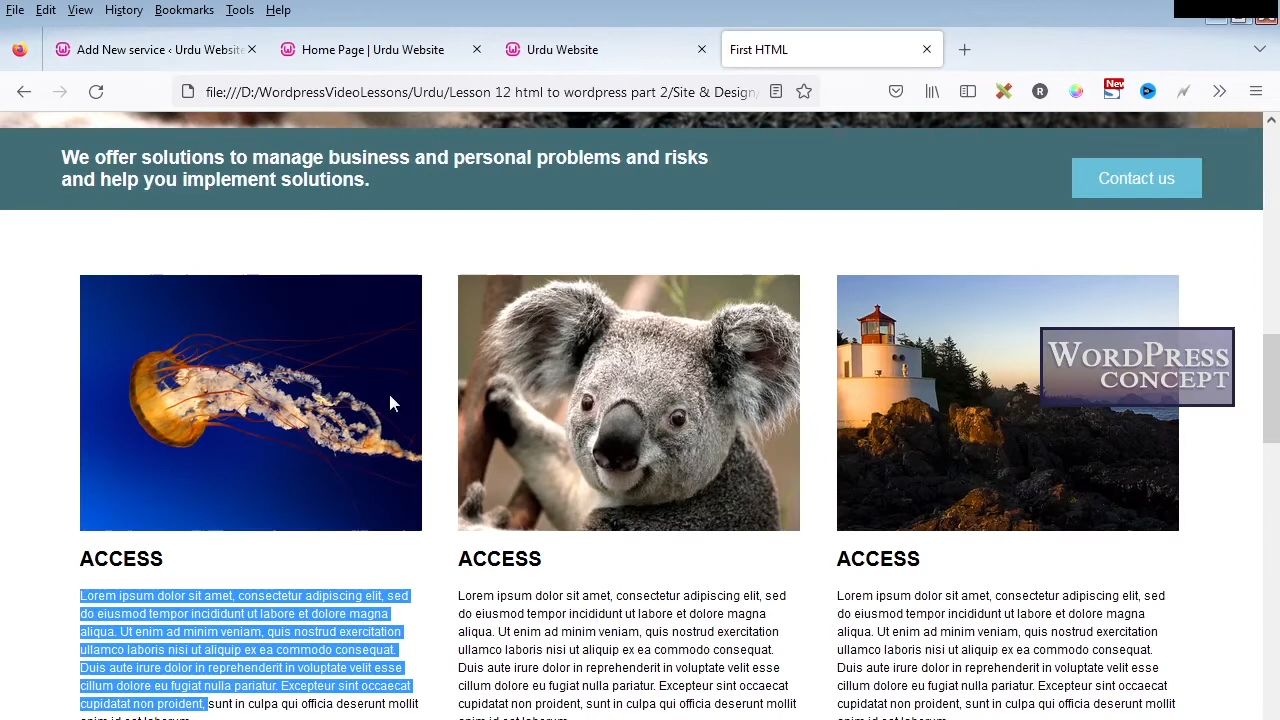 File Edit View History Bookmarks Tools Help
Add New service ‹ Urdu Website
Home Page | Urdu Website
Urdu Website
First HTML
file:///D:/WordpressVideoLessons/Urdu/Lesson 12 html to wordpress part 2/Site & Design/
New
We offer solutions to manage business and personal problems and risks
and help you implement solutions.
Contact us
WORDPRESS
CONCEPT
ACCESS
Lorem ipsum dolor sit amet, consectetur adipiscing elit, sed
do eiusmod tempor incididunt ut labore et dolore magna
aliqua. Ut enim ad minim veniam, quis nostrud exercitation
ullamco laboris nisi ut aliquip ex ea commodo consequat.
Duis aute irure dolor in reprehenderit in voluptate velit esse
cillum dolore eu fugiat nulla pariatur. Excepteur sint occaecat
cupidatat non proident, sunt in culpa qui officia deserunt mollit
ACCESS
Lorem ipsum dolor sit amet, consectetur adipiscing elit, sed
do eiusmod tempor incididunt ut labore et dolore magna
aliqua. Ut enim ad minim veniam, quis nostrud exercitation
ullamco laboris nisi ut aliquip ex ea commodo consequat.
Duis aute irure dolor in reprehenderit in voluptate velit esse
cillum dolore eu fugiat nulla pariatur. Excepteur sint occaecat
cupidatat non proident, sunt in culpa qui officia deserunt mollit
ACCESS
Lorem ipsum dolor sit amet, consectetur adipiscing elit, sed
do eiusmod tempor incididunt ut labore et dolore magna
aliqua. Ut enim ad minim veniam, quis nostrud exercitation
ullamco laboris nisi ut aliquip ex ea commodo consequat.
Duis aute irure dolor in reprehenderit in voluptate velit esse
cillum dolore eu fugiat nulla pariatur. Excepteur sint occaecat
cupidatat non proident, sunt in culpa qui officia deserunt mollit